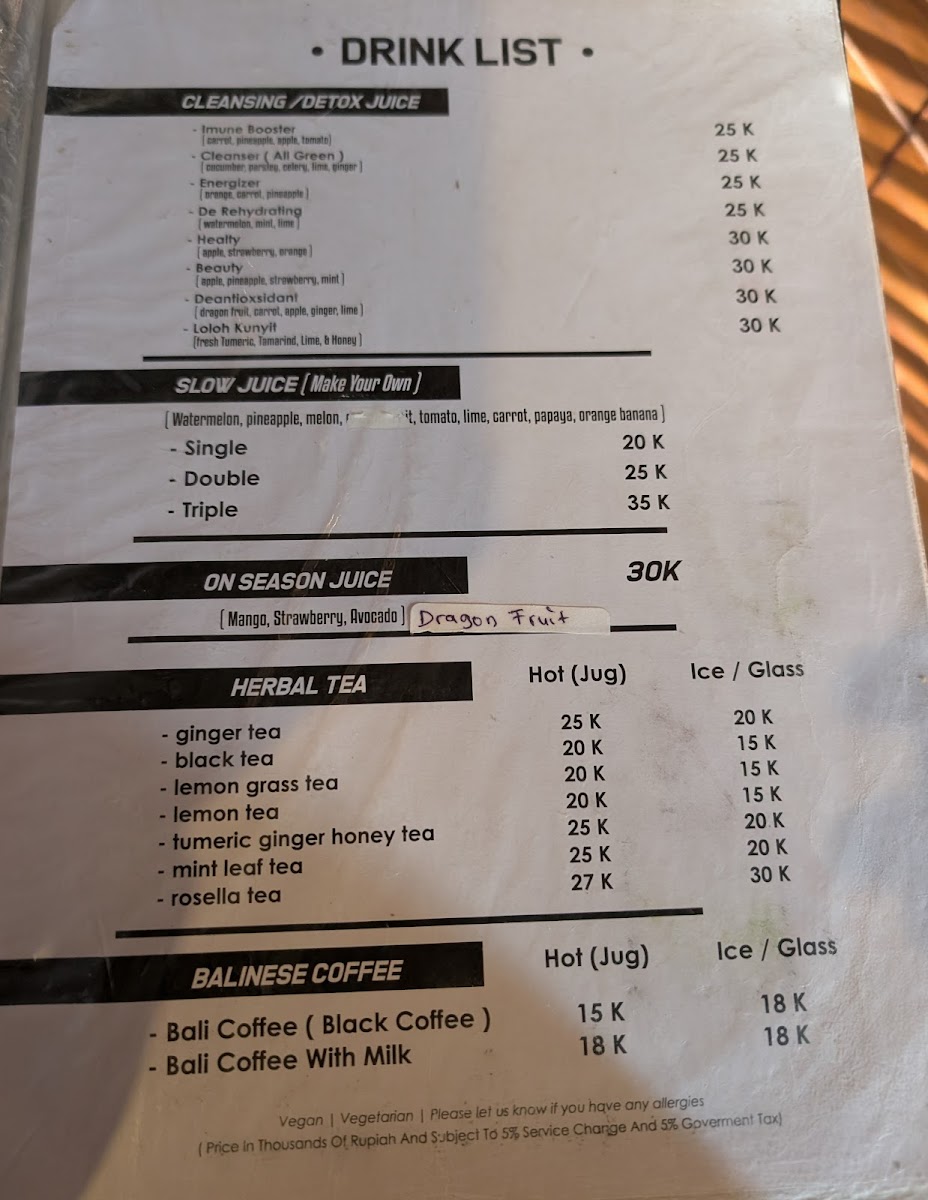 • DRINK LIST •
CLEANSING /DETOX JUICE
- Imune Booster 25 K
( carrot, pineapple, apple, tomato)
- Cleanser ( All Green ) 25 K
( cucumber, parsley, celery, lime, ginger )
- Energizer 25 K
( orange, carrot, pineapple )
- De Rehydrating 25 K
( watermelon, mint, lime )
- Healty 30 K
( apple, strawberry, orange )
- Beauty 30 K
( apple, pineapple, strawberry, mint )
- Deantioxsidant 30 K
( dragon fruit, carrot, apple, ginger, lime )
- Loloh Kunyit 30 K
(fresh Tumeric, Tamarind, Lime, & Honey )
SLOW JUICE ( Make Your Own )
( Watermelon, pineapple, melon, tomato, lime, carrot, papaya, orange banana )
- Single 20 K
- Double 25 K
- Triple 35 K
ON SEASON JUICE 30K
( Mango, Strawberry, Avocado ) Dragon Fruit
HERBAL TEA Hot (Jug) Ice / Glass
- ginger tea 25 K 20 K
- black tea 20 K 15 K
- lemon grass tea 20 K 15 K
- lemon tea 20 K 15 K
- tumeric ginger honey tea 25 K 20 K
- mint leaf tea 25 K 20 K
- rosella tea 27 K 30 K
BALINESE COFFEE Hot (Jug) Ice / Glass
- Bali Coffee ( Black Coffee ) 15 K 18 K
- Bali Coffee With Milk 18 K 18 K
Vegan | Vegetarian | Please let us know if you have any allergies
( Price In Thousands Of Rupiah And Subject To 5% Service Change And 5% Goverment Tax)